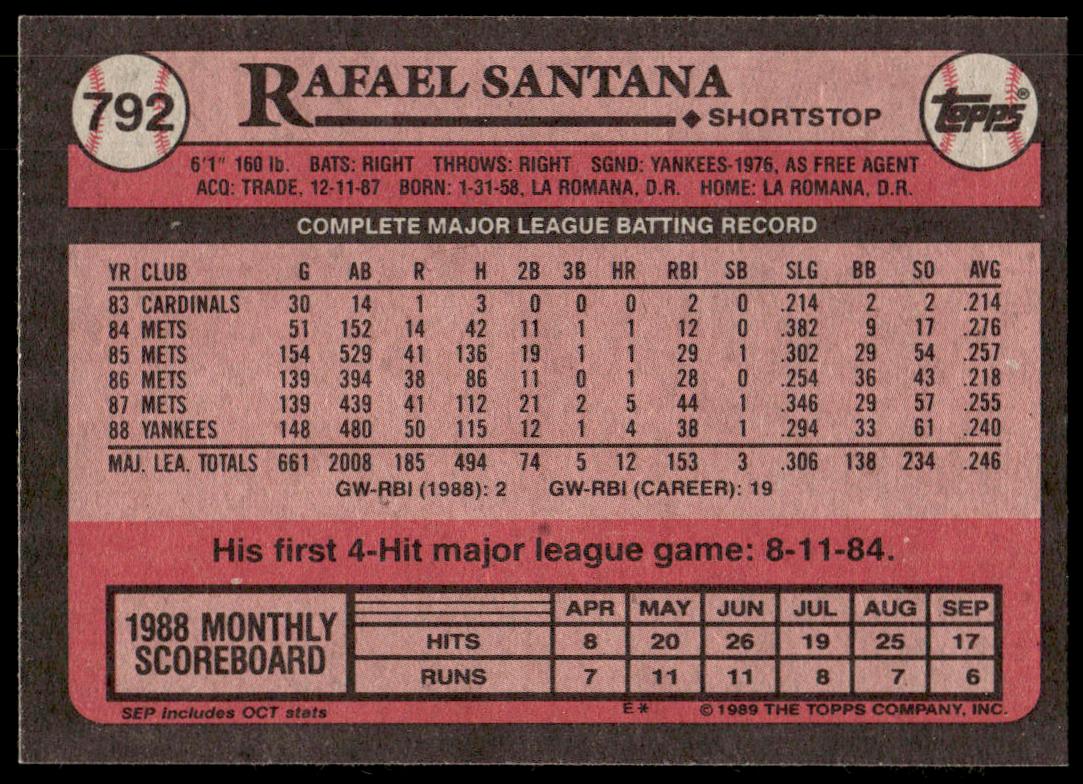 792
RAFAEL SANTANA
◆ SHORTSTOP
topps®
6'1" 160 lb. BATS: RIGHT THROWS: RIGHT SGND: YANKEES-1976, AS FREE AGENT
ACQ: TRADE, 12-11-87 BORN: 1-31-58, LA ROMANA, D.R. HOME: LA ROMANA, D.R.
COMPLETE MAJOR LEAGUE BATTING RECORD
YR CLUB G AB R H 2B 3B HR RBI SB SLG BB SO AVG
83 CARDINALS 30 14 1 3 0 0 0 2 0 .214 2 2 .214
84 METS 51 152 14 42 11 1 1 12 0 .382 9 17 .276
85 METS 154 529 41 136 19 1 1 29 1 .302 29 54 .257
86 METS 139 394 38 86 11 0 1 28 0 .254 36 43 .218
87 METS 139 439 41 112 21 2 5 44 1 .346 29 57 .255
88 YANKEES 148 480 50 115 12 1 4 38 1 .294 33 61 .240
MAJ. LEA. TOTALS 661 2008 185 494 74 5 12 153 3 .306 138 234 .246
GW-RBI (1988): 2 GW-RBI (CAREER): 19
His first 4-Hit major league game: 8-11-84.
1988 MONTHLY
SCOREBOARD
APR MAY JUN JUL AUG SEP
HITS 8 20 26 19 25 17
RUNS 7 11 11 8 7 6
SEP includes OCT stats
E* © 1989 THE TOPPS COMPANY, INC.